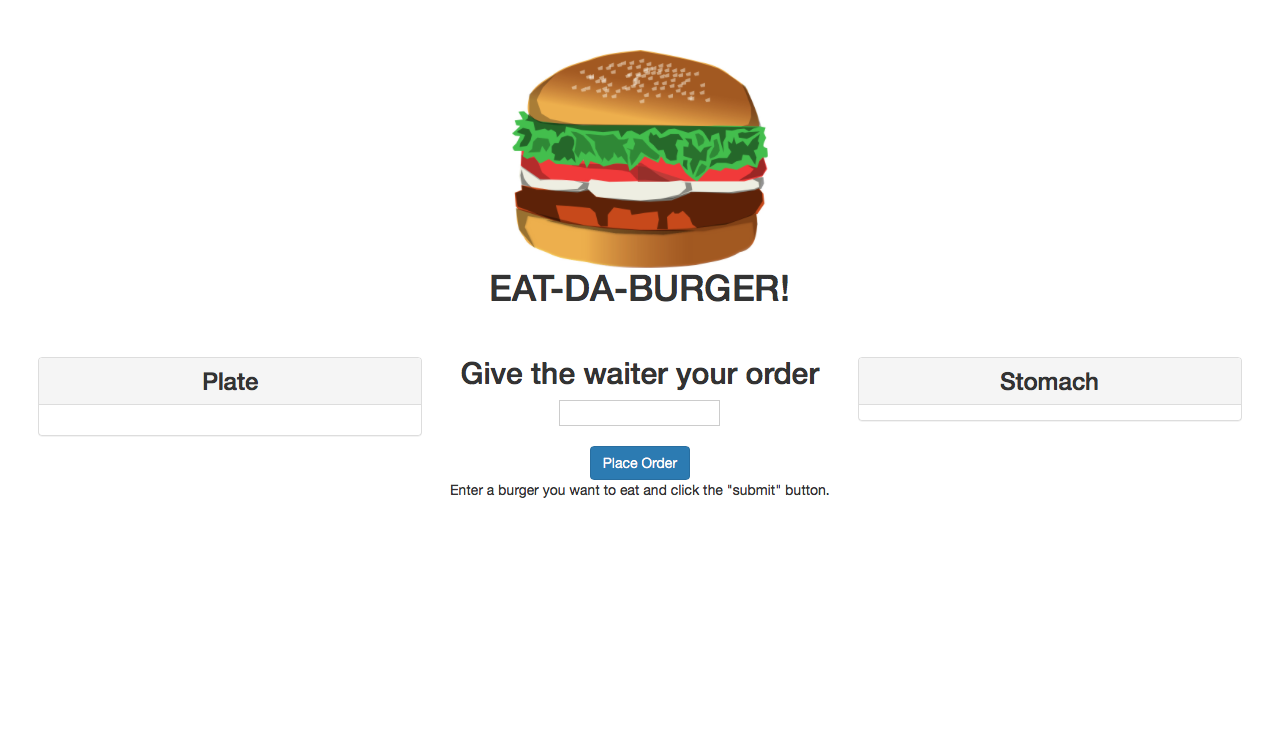 EAT-DA-BURGER!
Plate
Give the waiter your order
Place Order
Enter a burger you want to eat and click the "submit" button.
Stomach